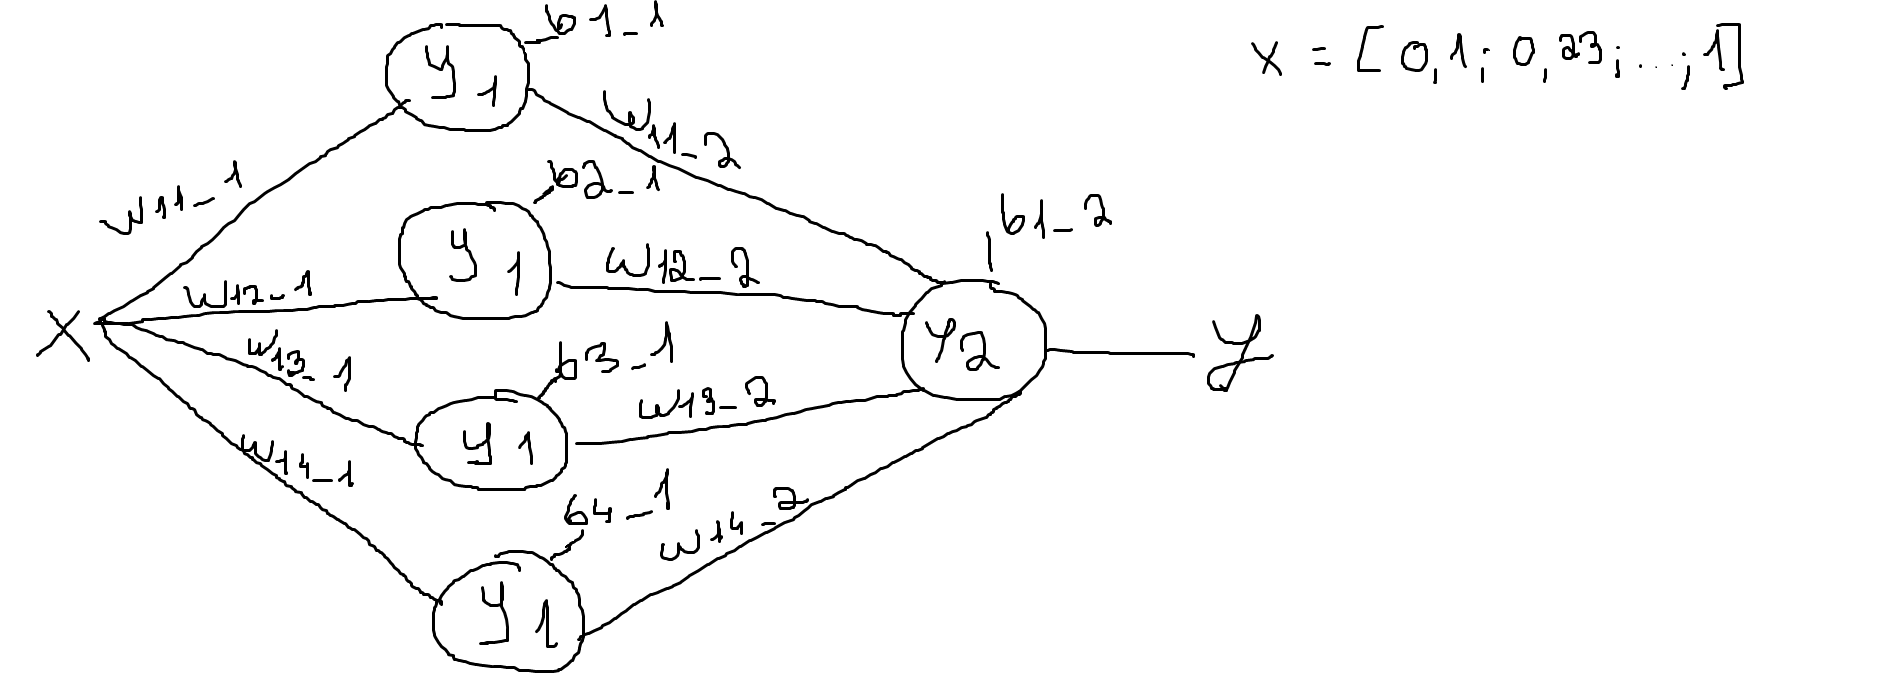 b1_1
x = [0,1; 0,23; ...; 1]
y1
w11_2
w11_1
b2_1
y1
w12_2
b1_2
w12_1
x
w13_1
y2
y
b3_1
w13_2
y1
w14_1
b4_1
w14_2
y1